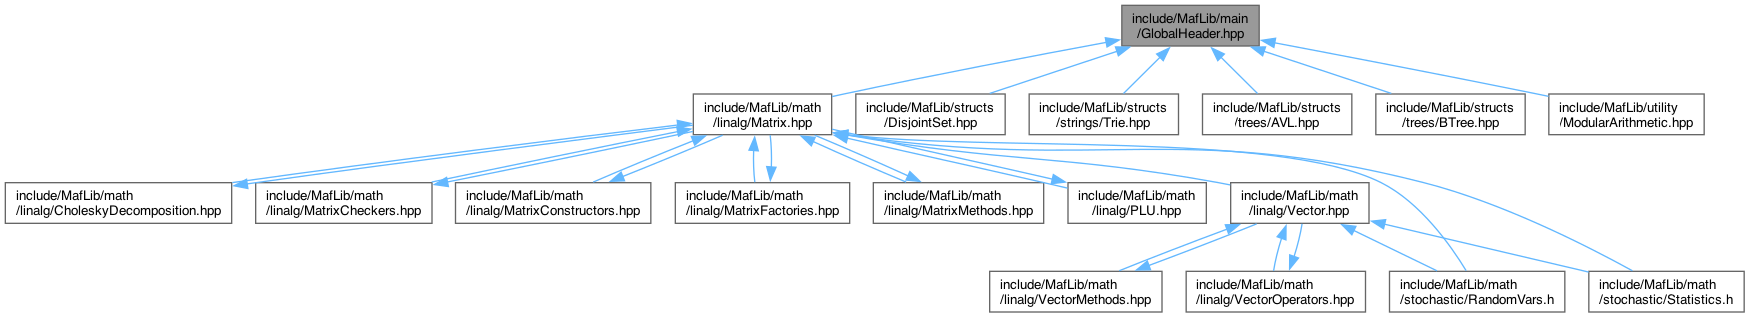 include/MafLib/main
/GlobalHeader.hpp
include/MafLib/math
/linalg/Matrix.hpp
include/MafLib/structs
/DisjointSet.hpp
include/MafLib/structs
/strings/Trie.hpp
include/MafLib/structs
/trees/AVL.hpp
include/MafLib/structs
/trees/BTree.hpp
include/MafLib/utility
/ModularArithmetic.hpp
include/MafLib/math
/linalg/CholeskyDecomposition.hpp
include/MafLib/math
/linalg/MatrixCheckers.hpp
include/MafLib/math
/linalg/MatrixConstructors.hpp
include/MafLib/math
/linalg/MatrixFactories.hpp
include/MafLib/math
/linalg/MatrixMethods.hpp
include/MafLib/math
/linalg/PLU.hpp
include/MafLib/math
/linalg/Vector.hpp
include/MafLib/math
/linalg/VectorMethods.hpp
include/MafLib/math
/linalg/VectorOperators.hpp
include/MafLib/math
/stochastic/RandomVars.h
include/MafLib/math
/stochastic/Statistics.h